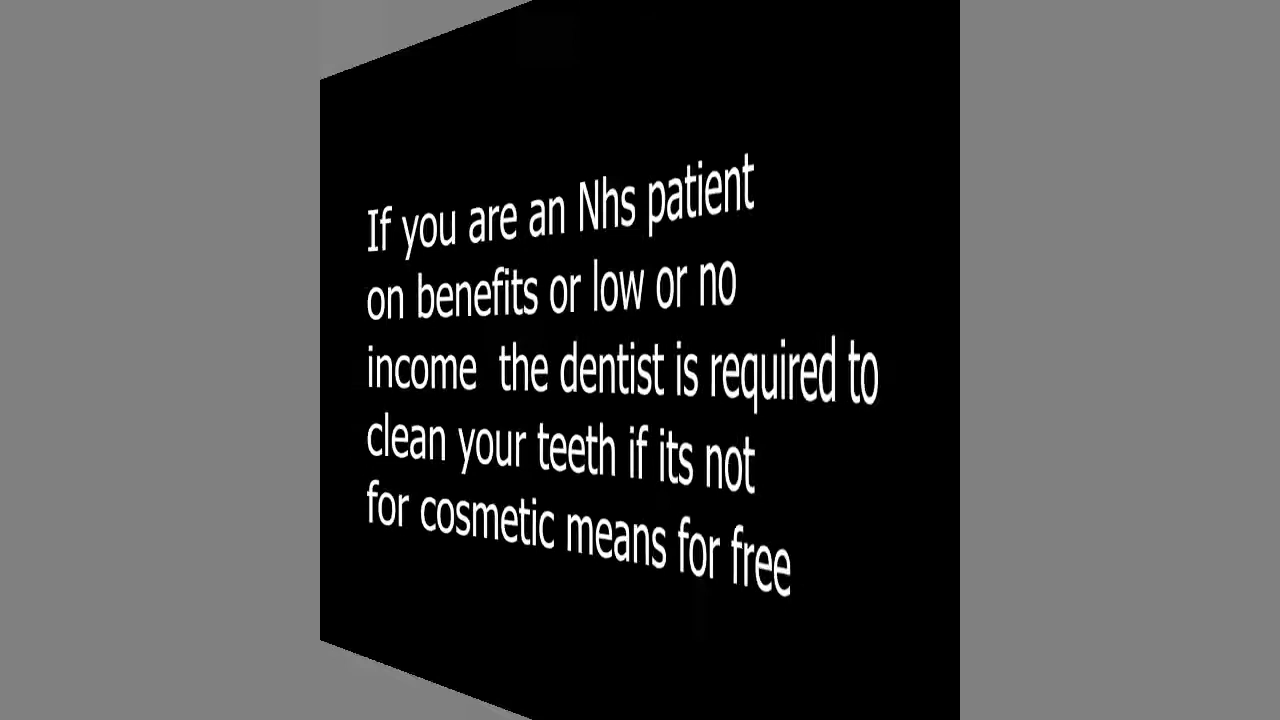 If you are an Nhs patient
on benefits or low or no
income  the dentist is required to
clean your teeth if its not
for cosmetic means for free